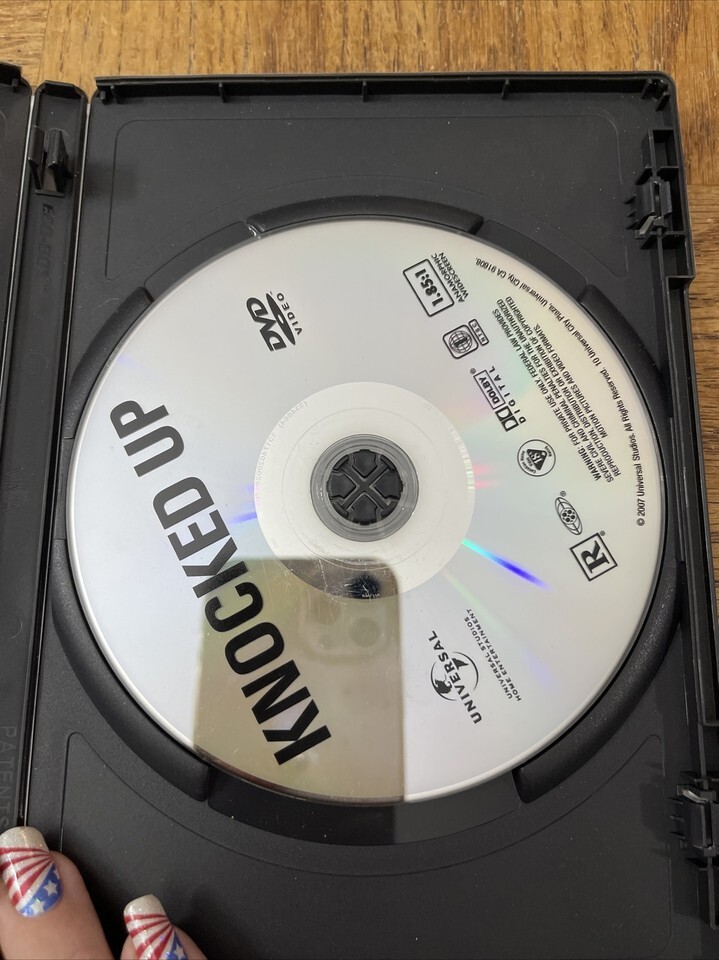 KNOCKED UP
DVD
VIDEO
1.85:1
ANAMORPHIC
WIDESCREEN
NTSC
DOLBY
DIGITAL
WARNING: FOR PRIVATE USE ONLY. FEDERAL LAW PROVIDES
SEVERE CIVIL AND CRIMINAL PENALTIES FOR THE UNAUTHORIZED
REPRODUCTION, DISTRIBUTION OR EXHIBITION OF COPYRIGHTED
MOTION PICTURES AND VIDEO FORMATS.
© 2007 Universal Studios. All Rights Reserved. 10 Universal City Plaza, Universal City, CA 91608.
R
UNIVERSAL
UNIVERSAL STUDIOS
HOME ENTERTAINMENT
PATENTS